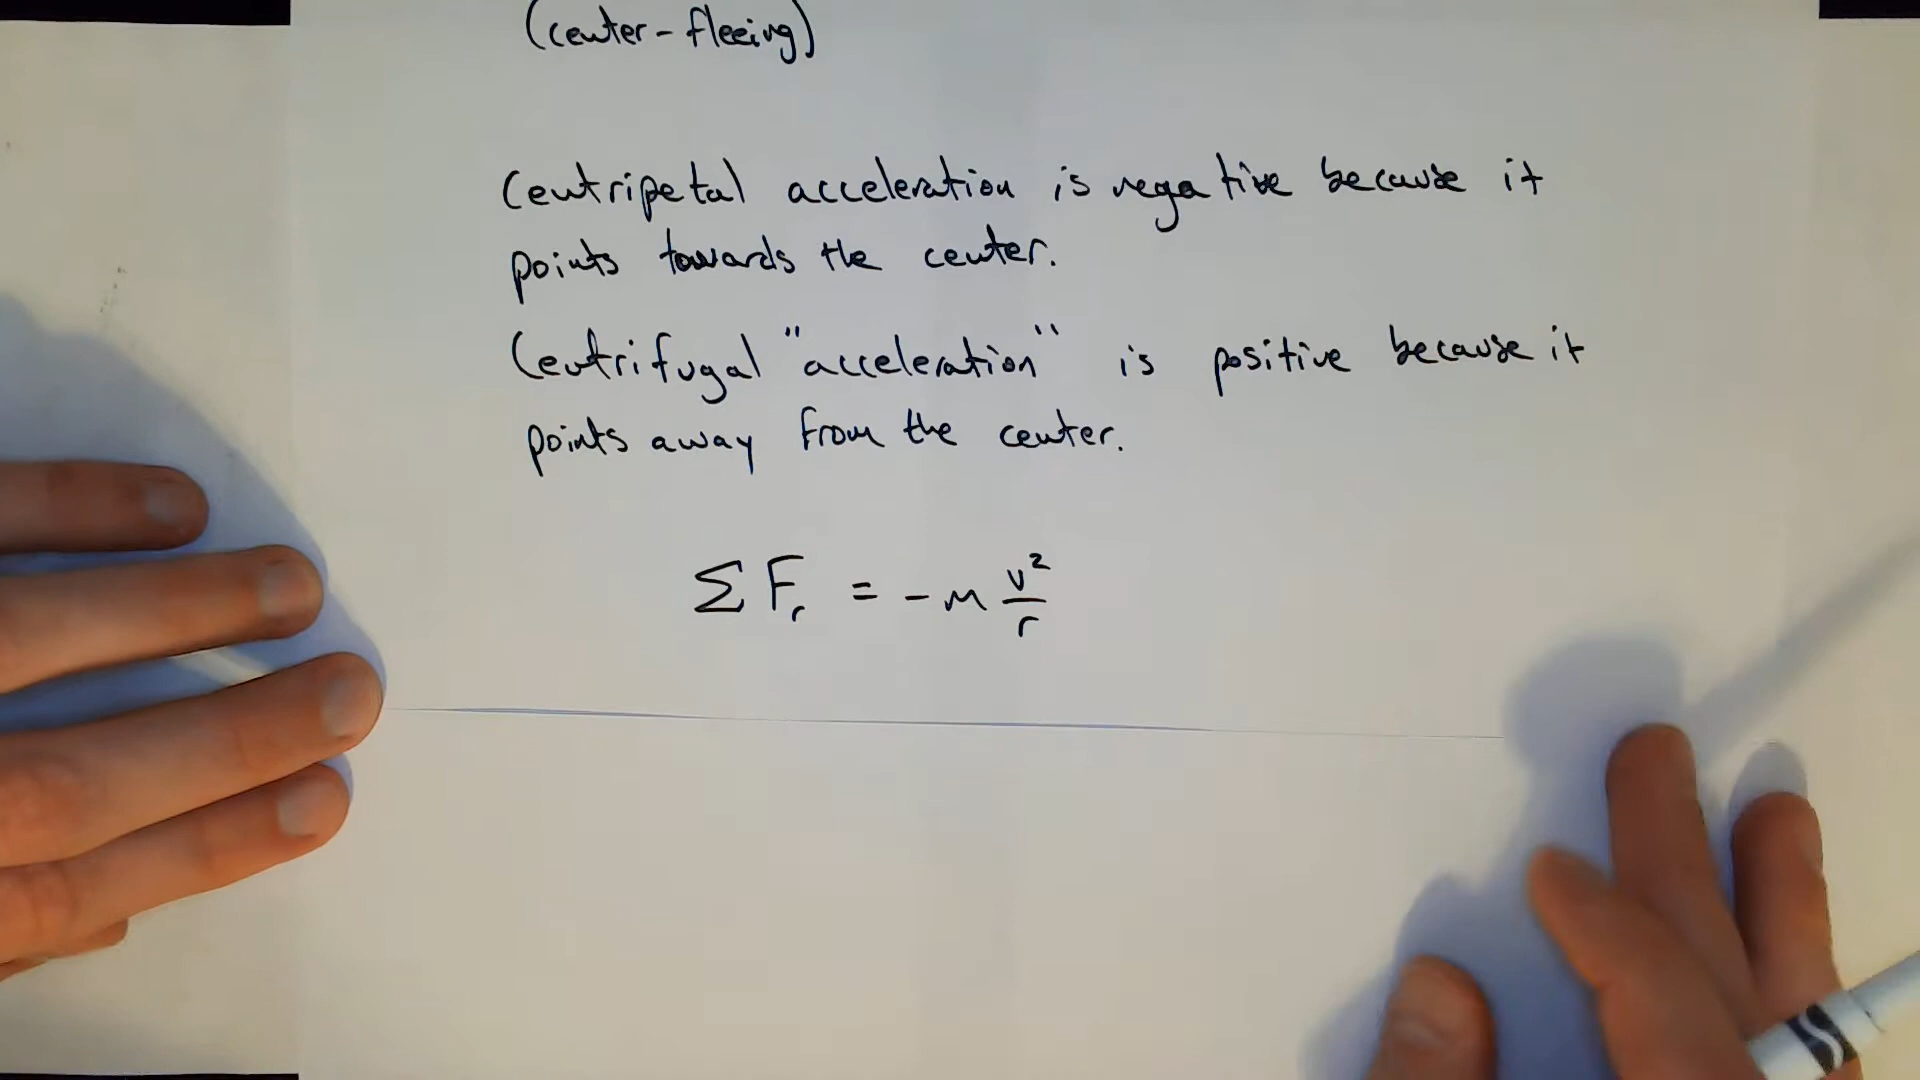 (center-fleeing)
Centripetal acceleration is negative because it
points towards the center.
Centrifugal "acceleration" is positive because it
points away from the center.
Σ F_r = -m v²/r